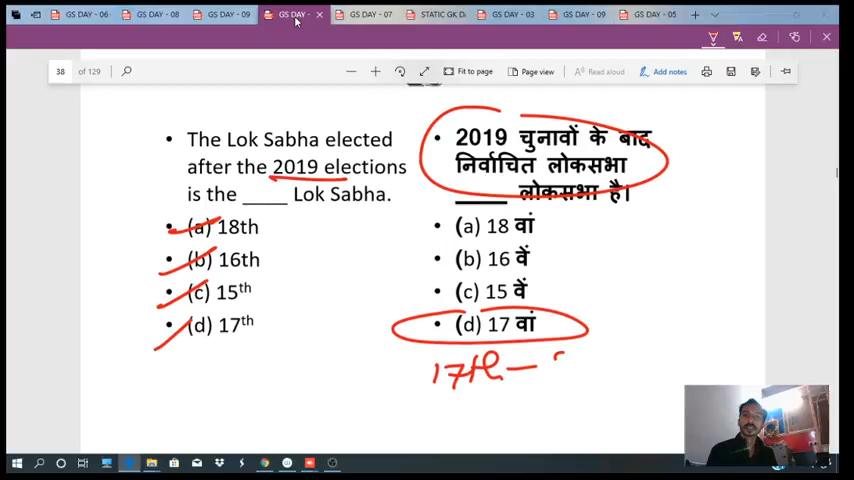 GS DAY - 06
GS DAY - 08
GS DAY - 09
GS DAY -
GS DAY - 07
STATIC GK D
GS DAY - 03
GS DAY - 09
GS DAY - 05
38 of 129
Fit to page
Page view
Read aloud
Add notes
• The Lok Sabha elected
after the 2019 elections
is the ____ Lok Sabha.
• (a) 18th
• (b) 16th
• (c) 15th
• (d) 17th
• 2019 चुनावों के बाद
निर्वाचित लोकसभा
_____ लोकसभा है।
• (a) 18 वां
• (b) 16 वें
• (c) 15 वें
• (d) 17 वां
17th —